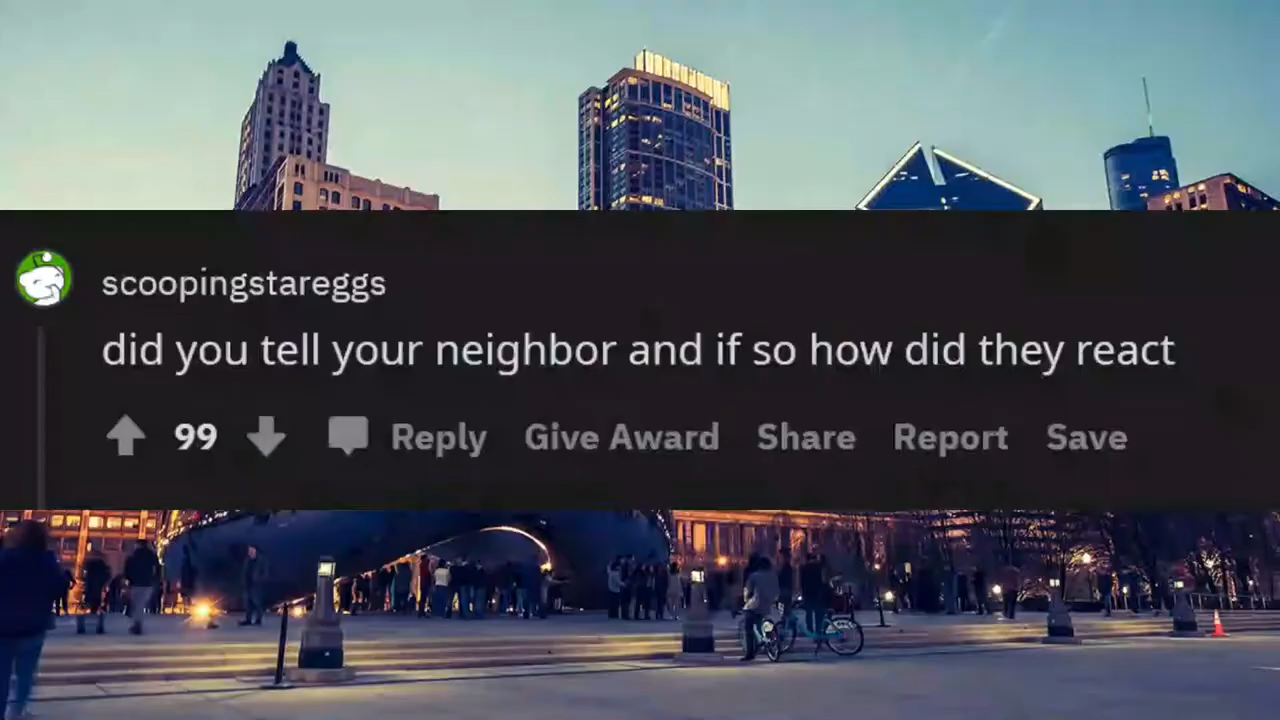 scoopingstareggs
did you tell your neighbor and if so how did they react
99 Reply Give Award Share Report Save